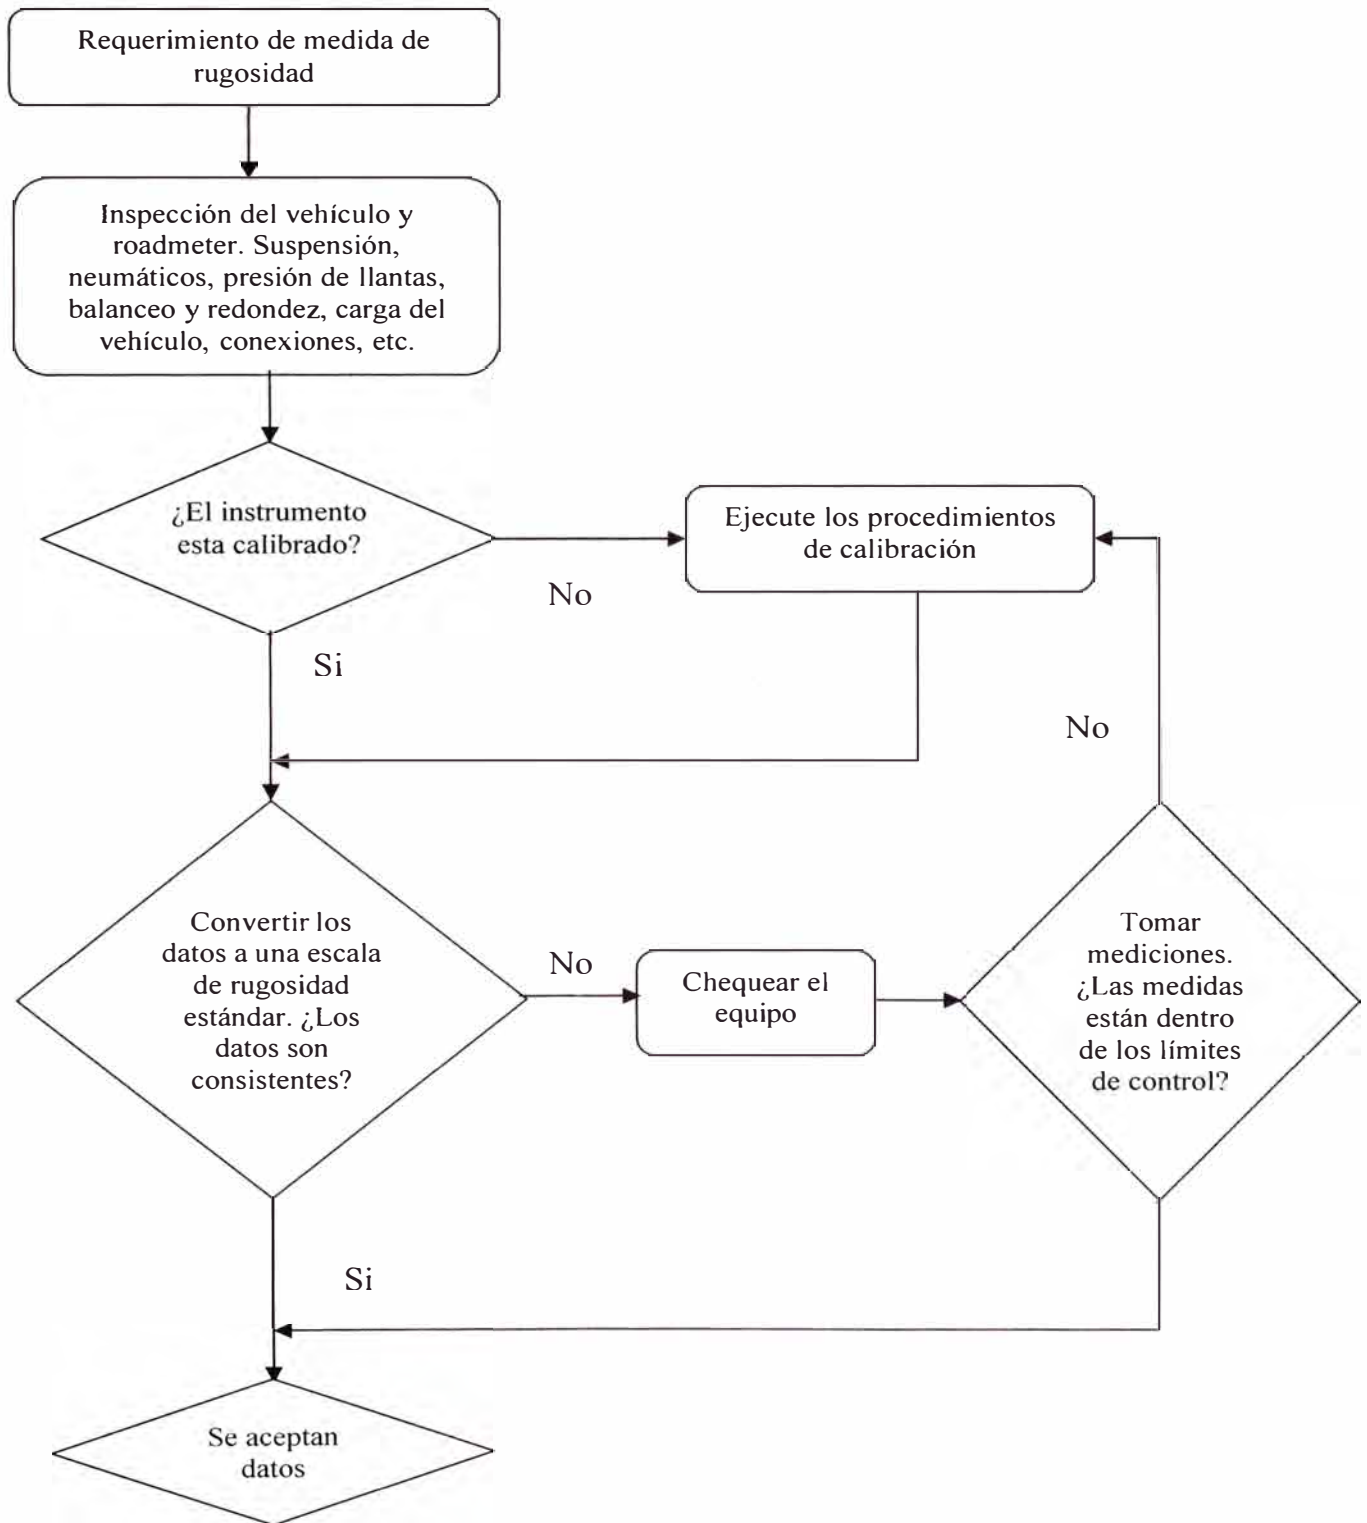 Requerimiento de medida de
rugosidad
Inspección del vehículo y
roadmeter. Suspensión,
neumáticos, presión de llantas,
balanceo y redondez, carga del
vehículo, conexiones, etc.
¿El instrumento
esta calibrado?
No
Ejecute los procedimientos
de calibración
Si
No
Convertir los
datos a una escala
de rugosidad
estándar. ¿Los
datos son
consistentes?
No
Chequear el
equipo
Tomar
mediciones.
¿Las medidas
están dentro
de los límites
de control?
Si
Se aceptan
datos